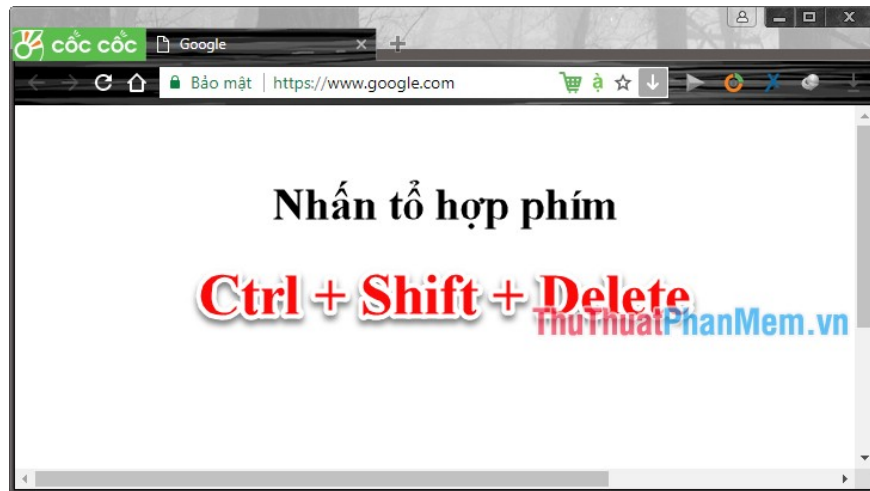 cốc cốc Google
Bảo mật https://www.google.com
Nhấn tổ hợp phím
Ctrl + Shift + Delete
ThuThuatPhanMem.vn